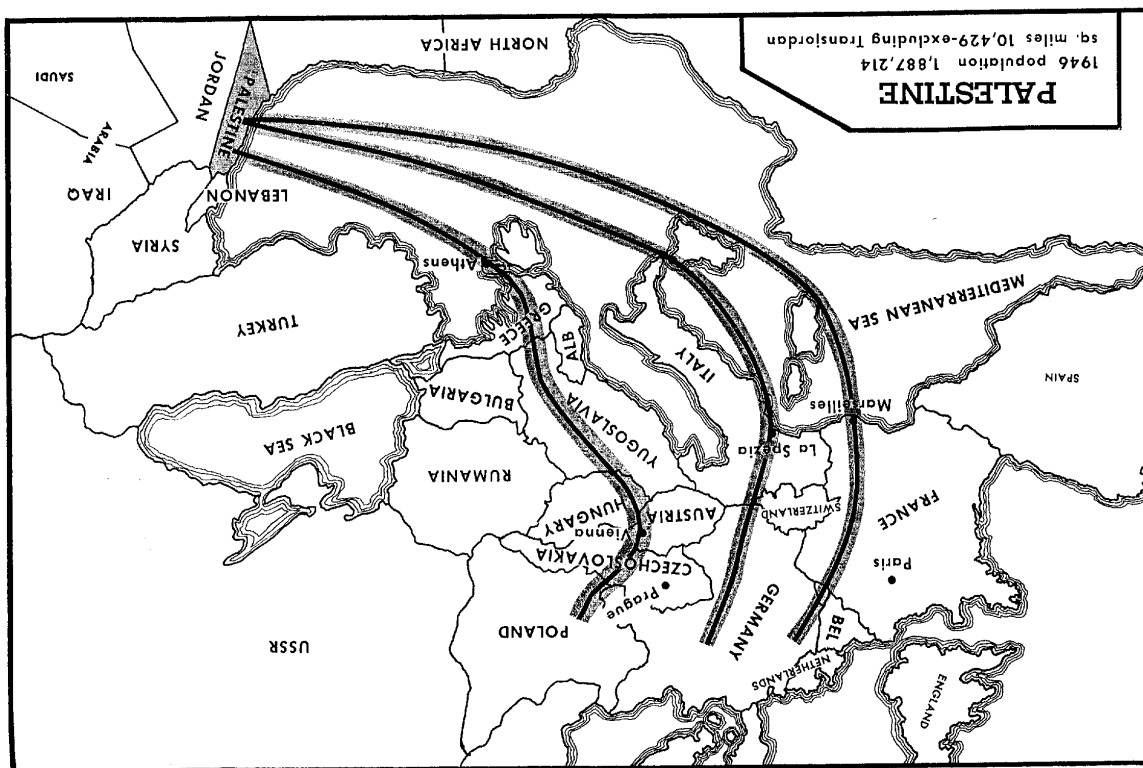 ENGLAND
NETHERLANDS
BEL
GERMANY
POLAND
USSR
Paris
Prague
CZECHOSLOVAKIA
FRANCE
SWITZERLAND
AUSTRIA
Vienna
HUNGARY
RUMANIA
La Spezia
YUGOSLAVIA
BLACK SEA
Marseilles
BULGARIA
SPAIN
ITALY
ALB
GREECE
TURKEY
MEDITERRANEAN SEA
Athens
SYRIA
LEBANON
IRAQ
PALESTINE
JORDAN
ARABIA
SAUDI
NORTH AFRICA
PALESTINE
1946 population 1,887,214
sq. miles 10,429-excluding Transjordan